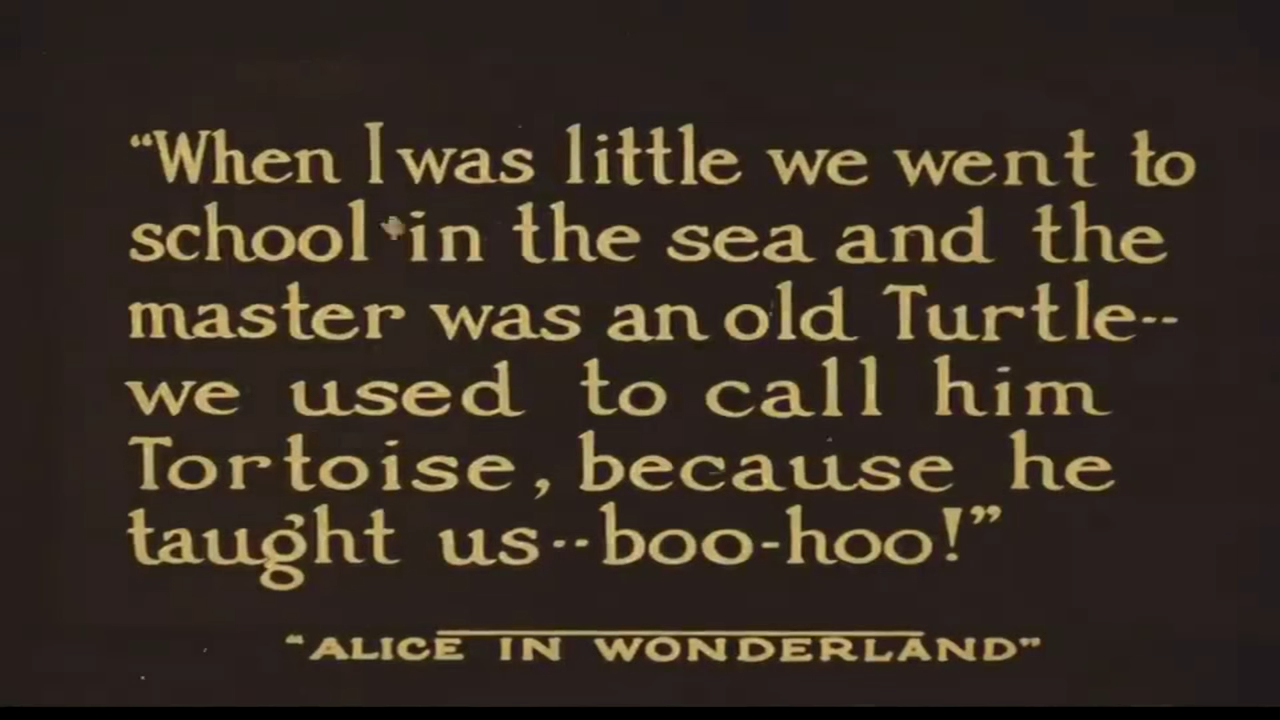 “When I was little we went to
school in the sea and the
master was an old Turtle--
we used to call him
Tortoise, because he
taught us--boo-hoo!”
“ALICE IN WONDERLAND”